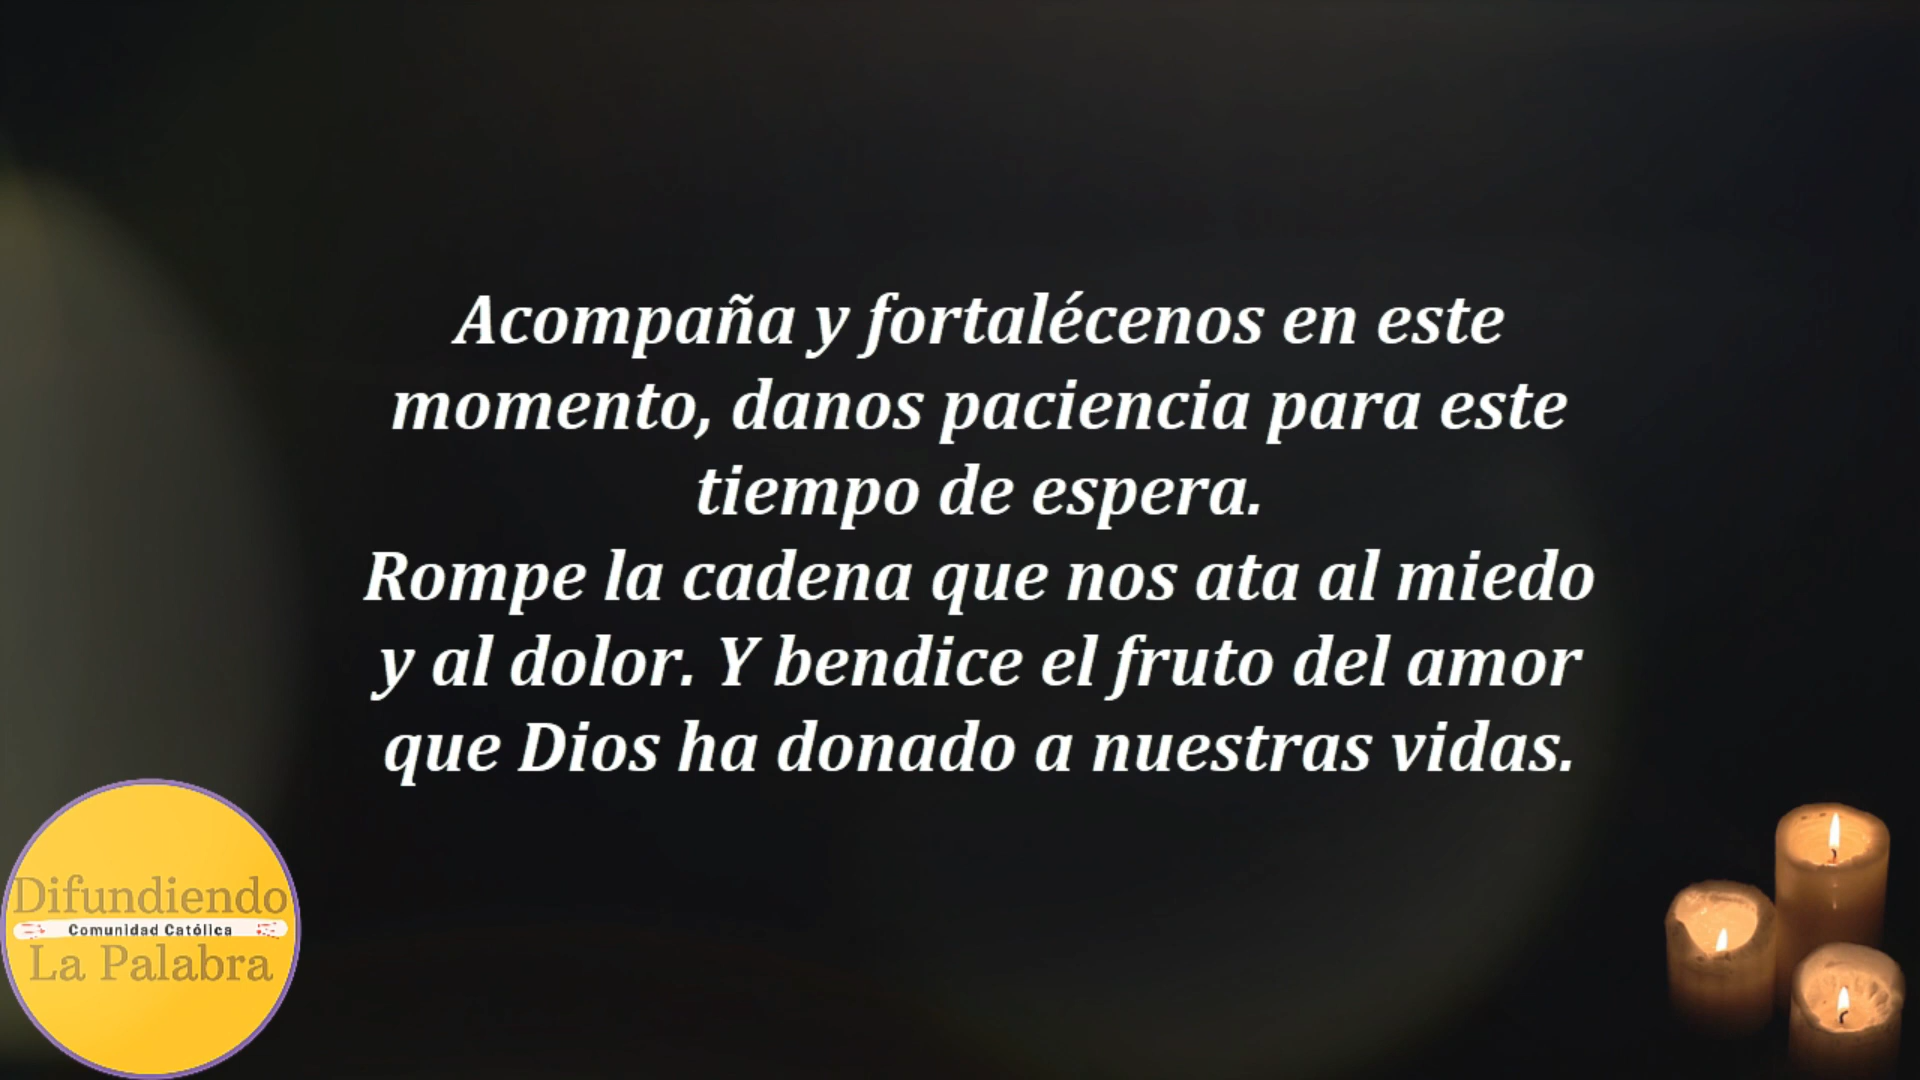 Acompaña y fortalécenos en este
momento, danos paciencia para este
tiempo de espera.
Rompe la cadena que nos ata al miedo
y al dolor. Y bendice el fruto del amor
que Dios ha donado a nuestras vidas.
Difundiendo
Comunidad Católica
La Palabra